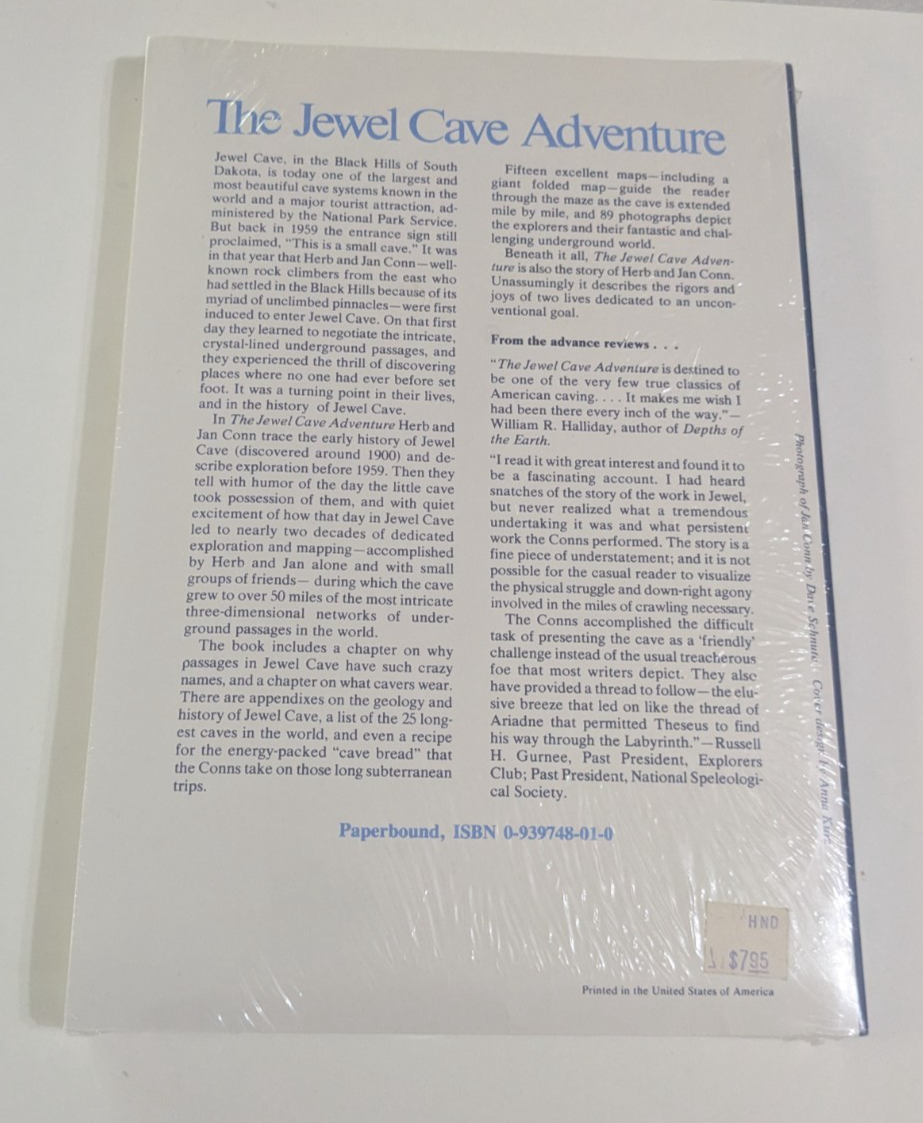 The Jewel Cave Adventure
Jewel Cave, in the Black Hills of South
Dakota, is today one of the largest and
most beautiful cave systems known in the
world and a major tourist attraction, ad-
ministered by the National Park Service.
But back in 1959 the entrance sign still
proclaimed, "This is a small cave." It was
in that year that Herb and Jan Conn—well-
known rock climbers from the east who
had settled in the Black Hills because of its
myriad of unclimbed pinnacles—were first
induced to enter Jewel Cave. On that first
day they learned to negotiate the intricate,
crystal-lined underground passages, and
they experienced the thrill of discovering
places where no one had ever before set
foot. It was a turning point in their lives,
and in the history of Jewel Cave.
In The Jewel Cave Adventure Herb and
Jan Conn trace the early history of Jewel
Cave (discovered around 1900) and de-
scribe exploration before 1959. Then they
tell with humor of the day the little cave
took possession of them, and with quiet
excitement of how that day in Jewel Cave
led to nearly two decades of dedicated
exploration and mapping—accomplished
by Herb and Jan alone and with small
groups of friends— during which the cave
grew to over 50 miles of the most intricate
three-dimensional networks of under-
ground passages in the world.
The book includes a chapter on why
passages in Jewel Cave have such crazy
names, and a chapter on what cavers wear.
There are appendixes on the geology and
history of Jewel Cave, a list of the 25 long-
est caves in the world, and even a recipe
for the energy-packed "cave bread" that
the Conns take on those long subterranean
trips.
Fifteen excellent maps—including a
giant folded map—guide the reader
through the maze as the cave is extended
mile by mile, and 89 photographs depict
the explorers and their fantastic and chal-
lenging underground world.
Beneath it all, The Jewel Cave Adven-
ture is also the story of Herb and Jan Conn.
Unassumingly it describes the rigors and
joys of two lives dedicated to an uncon-
ventional goal.
From the advance reviews . . .
"The Jewel Cave Adventure is destined to
be one of the very few true classics of
American caving. . . . It makes me wish I
had been there every inch of the way."—
William R. Halliday, author of Depths of
the Earth.
"I read it with great interest and found it to
be a fascinating account. I had heard
snatches of the story of the work in Jewel,
but never realized what a tremendous
undertaking it was and what persistent
work the Conns performed. The story is a
fine piece of understatement; and it is not
possible for the casual reader to visualize
the physical struggle and down-right agony
involved in the miles of crawling necessary.
The Conns accomplished the difficult
task of presenting the cave as a 'friendly'
challenge instead of the usual treacherous
foe that most writers depict. They also
have provided a thread to follow—the elu-
sive breeze that led on like the thread of
Ariadne that permitted Theseus to find
his way through the Labyrinth."—Russell
H. Gurnee, Past President, Explorers
Club; Past President, National Speleologi-
cal Society.
Photograph of Jan Conn by Dave Cover design by Anna
Paperbound, ISBN 0-939748-01-0
HND
$7.95
Printed in the United States of America